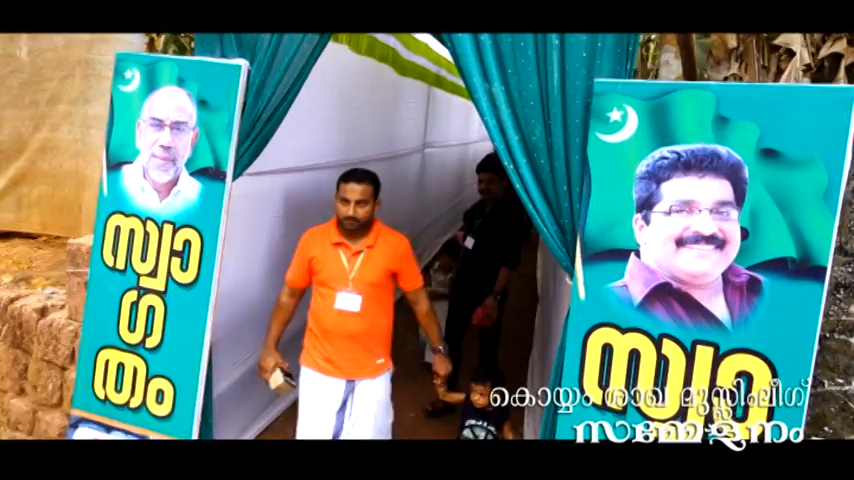 സ്വാ
ഗ
തം
സ്വാ
കൊയ്യം ശാഖ മുസ്ലിംലീഗ്
സമ്മേളനം